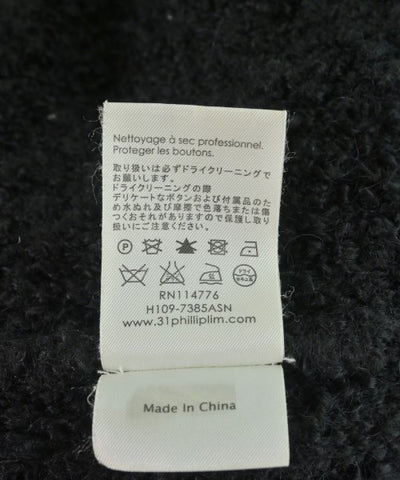 Nettoyage à sec professionnel.
Proteger les boutons.
取り扱いは必ずドライクリーニングで
お願いします。
ドライクリーニングの際
デリケートなボタンおよび付属品のた
め水ぬれ及び摩擦で色落ちまたは傷
つくおそれがありますので保護し取り
扱いにご注意ください。
P
ドライ
RN114776
H109-7385ASN
www.31philliplim.com
Made In China